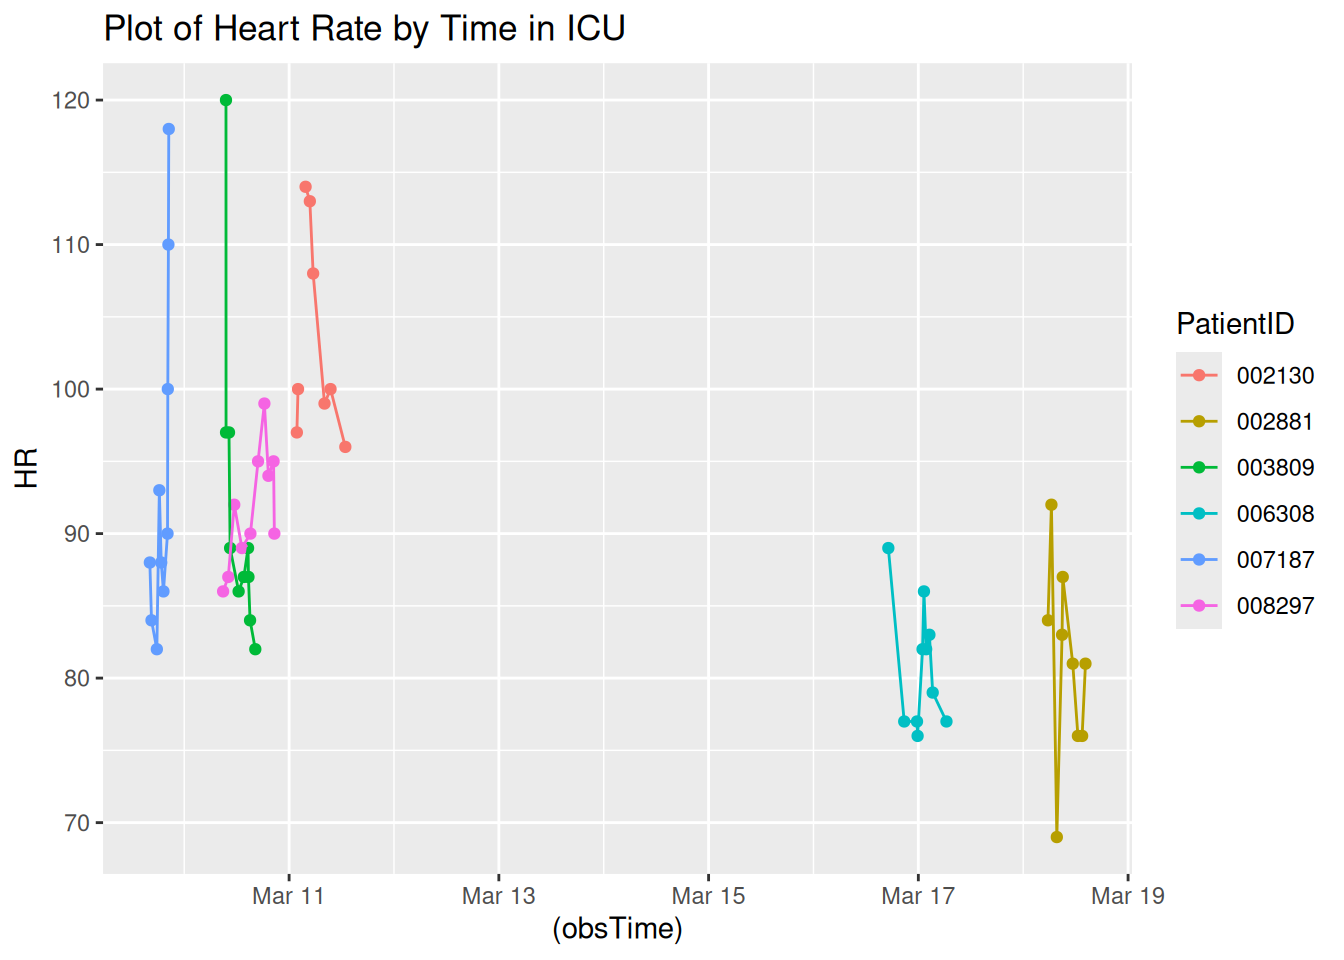 Plot of Heart Rate by Time in ICU
120
110
100
90
80
70
HR
Mar 11
Mar 13
Mar 15
Mar 17
Mar 19
(obsTime)
PatientID
002130
002881
003809
006308
007187
008297